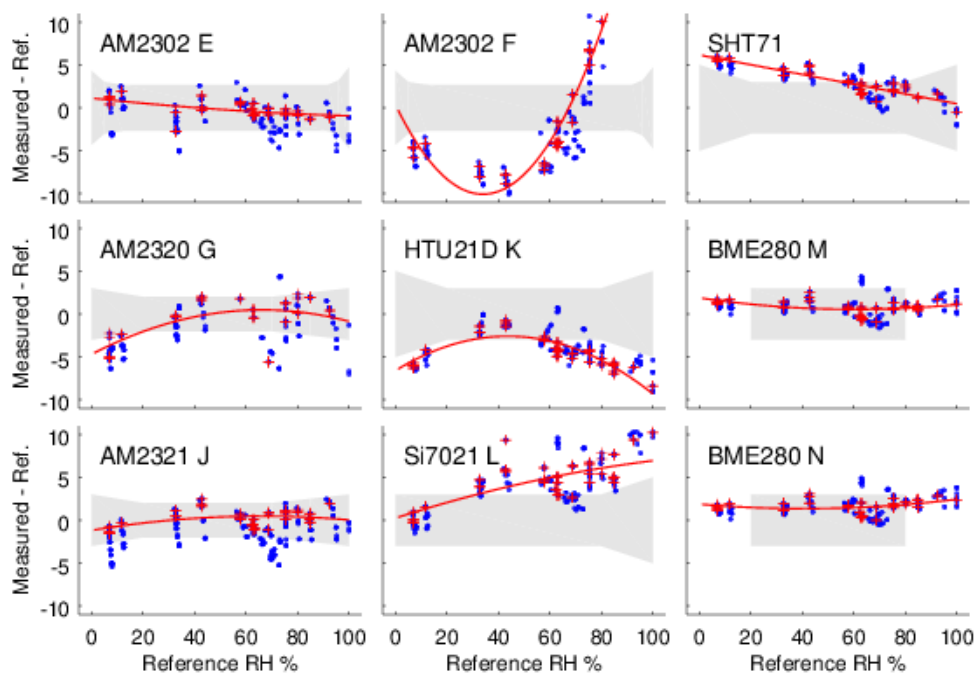 10
5
0
-5
-10
Measured - Ref.
AM2302 E
AM2302 F
SHT71
10
5
0
-5
-10
Measured - Ref.
AM2320 G
HTU21D K
BME280 M
10
5
0
-5
-10
Measured - Ref.
AM2321 J
Si7021 L
BME280 N
0 20 40 60 80 100
0 20 40 60 80 100
0 20 40 60 80 100
Reference RH %
Reference RH %
Reference RH %